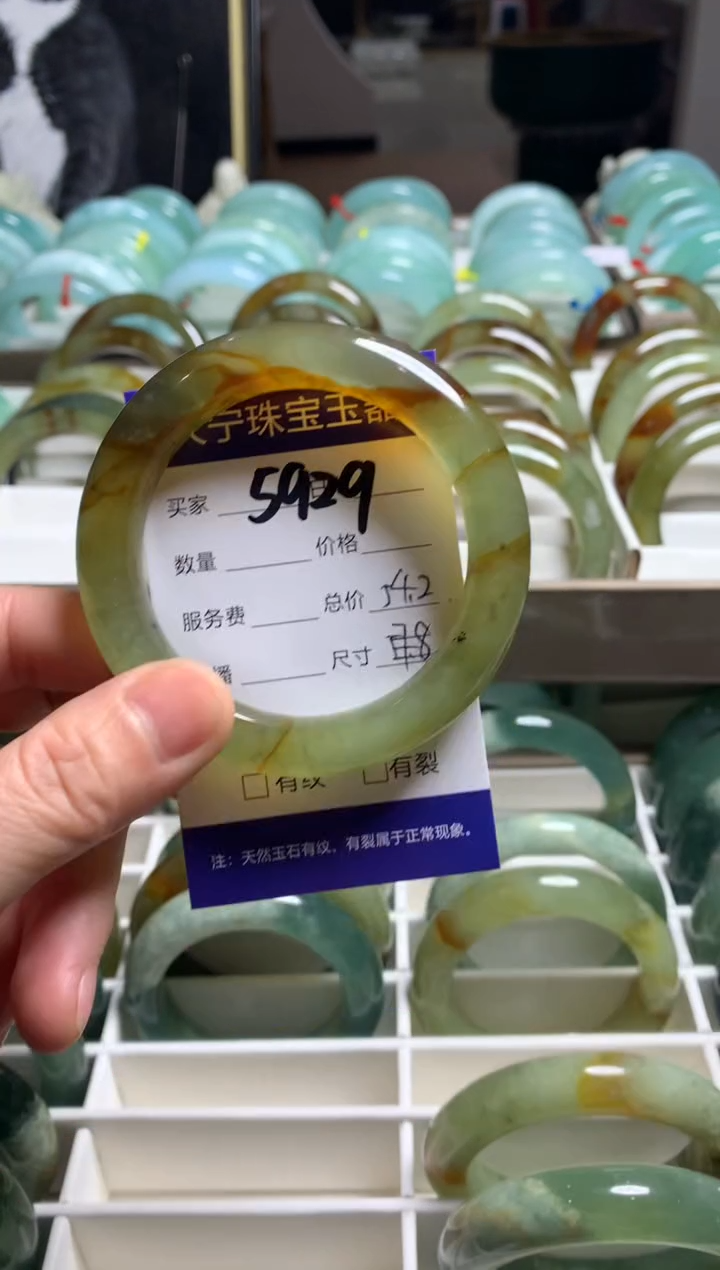 宁珠宝玉器
买家 5929
数量 价格
服务费 总价 54.2
播 尺寸
□有纹 □有裂
注：天然玉石有纹、有裂属于正常现象。